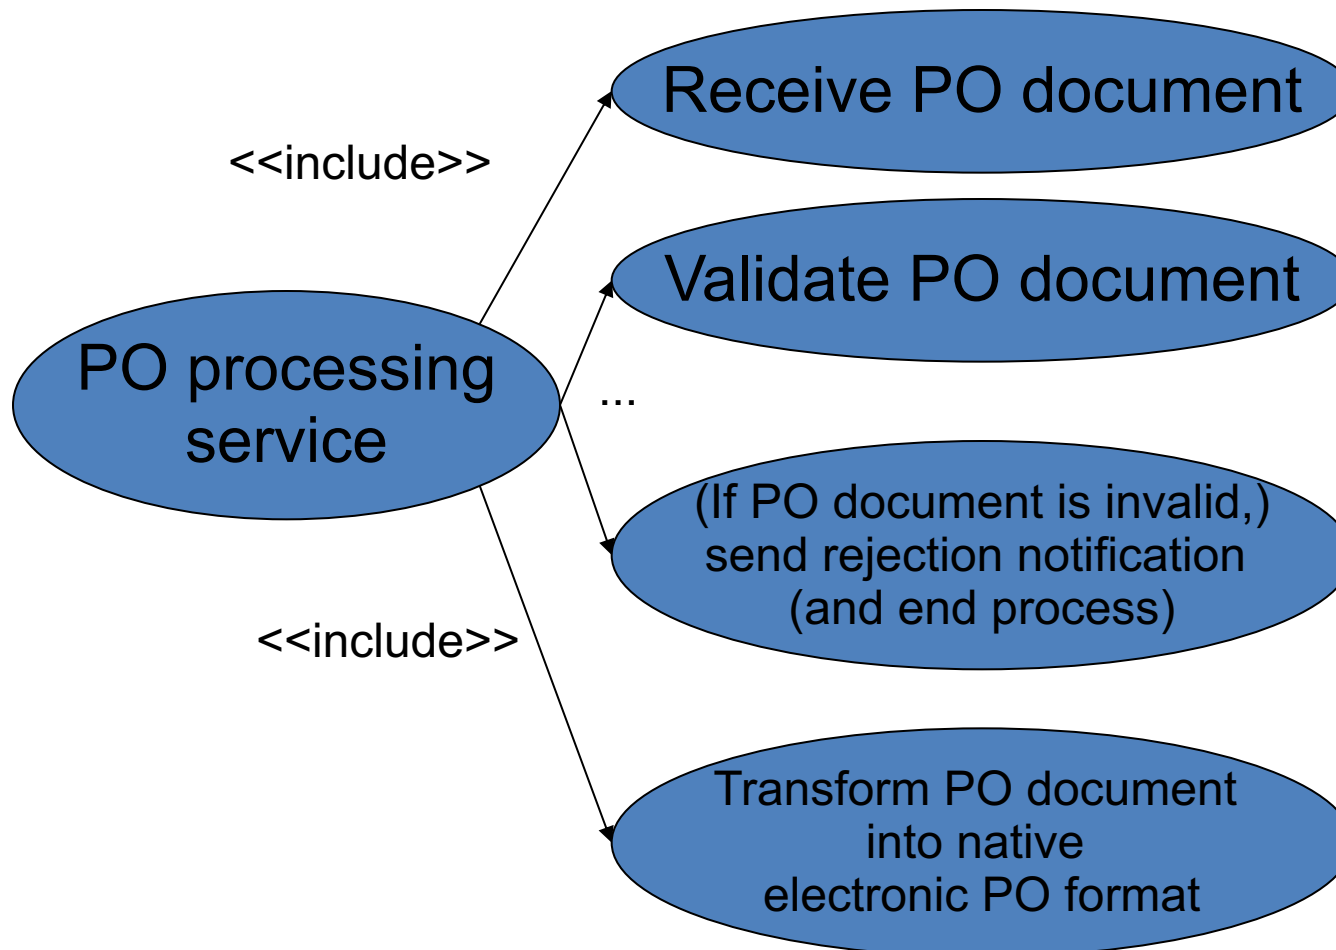 Receive PO document
<<include>>
Validate PO document
PO processing
service
...
(If PO document is invalid,)
send rejection notification
(and end process)
<<include>>
Transform PO document
into native
electronic PO format